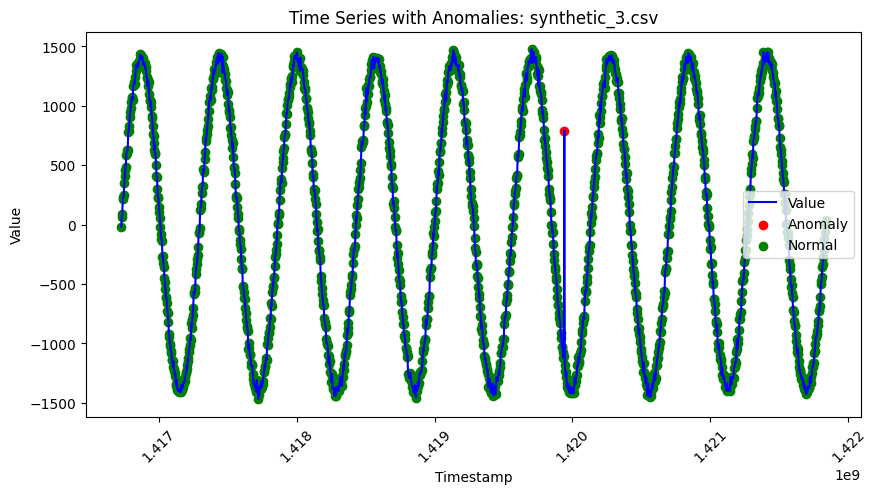 Time Series with Anomalies: synthetic_3.csv
1500
1000
500
0
−500
−1000
−1500
Value
Value
Anomaly
Normal
1.417
1.418
1.419
1.420
1.421
1.422
1e9
Timestamp